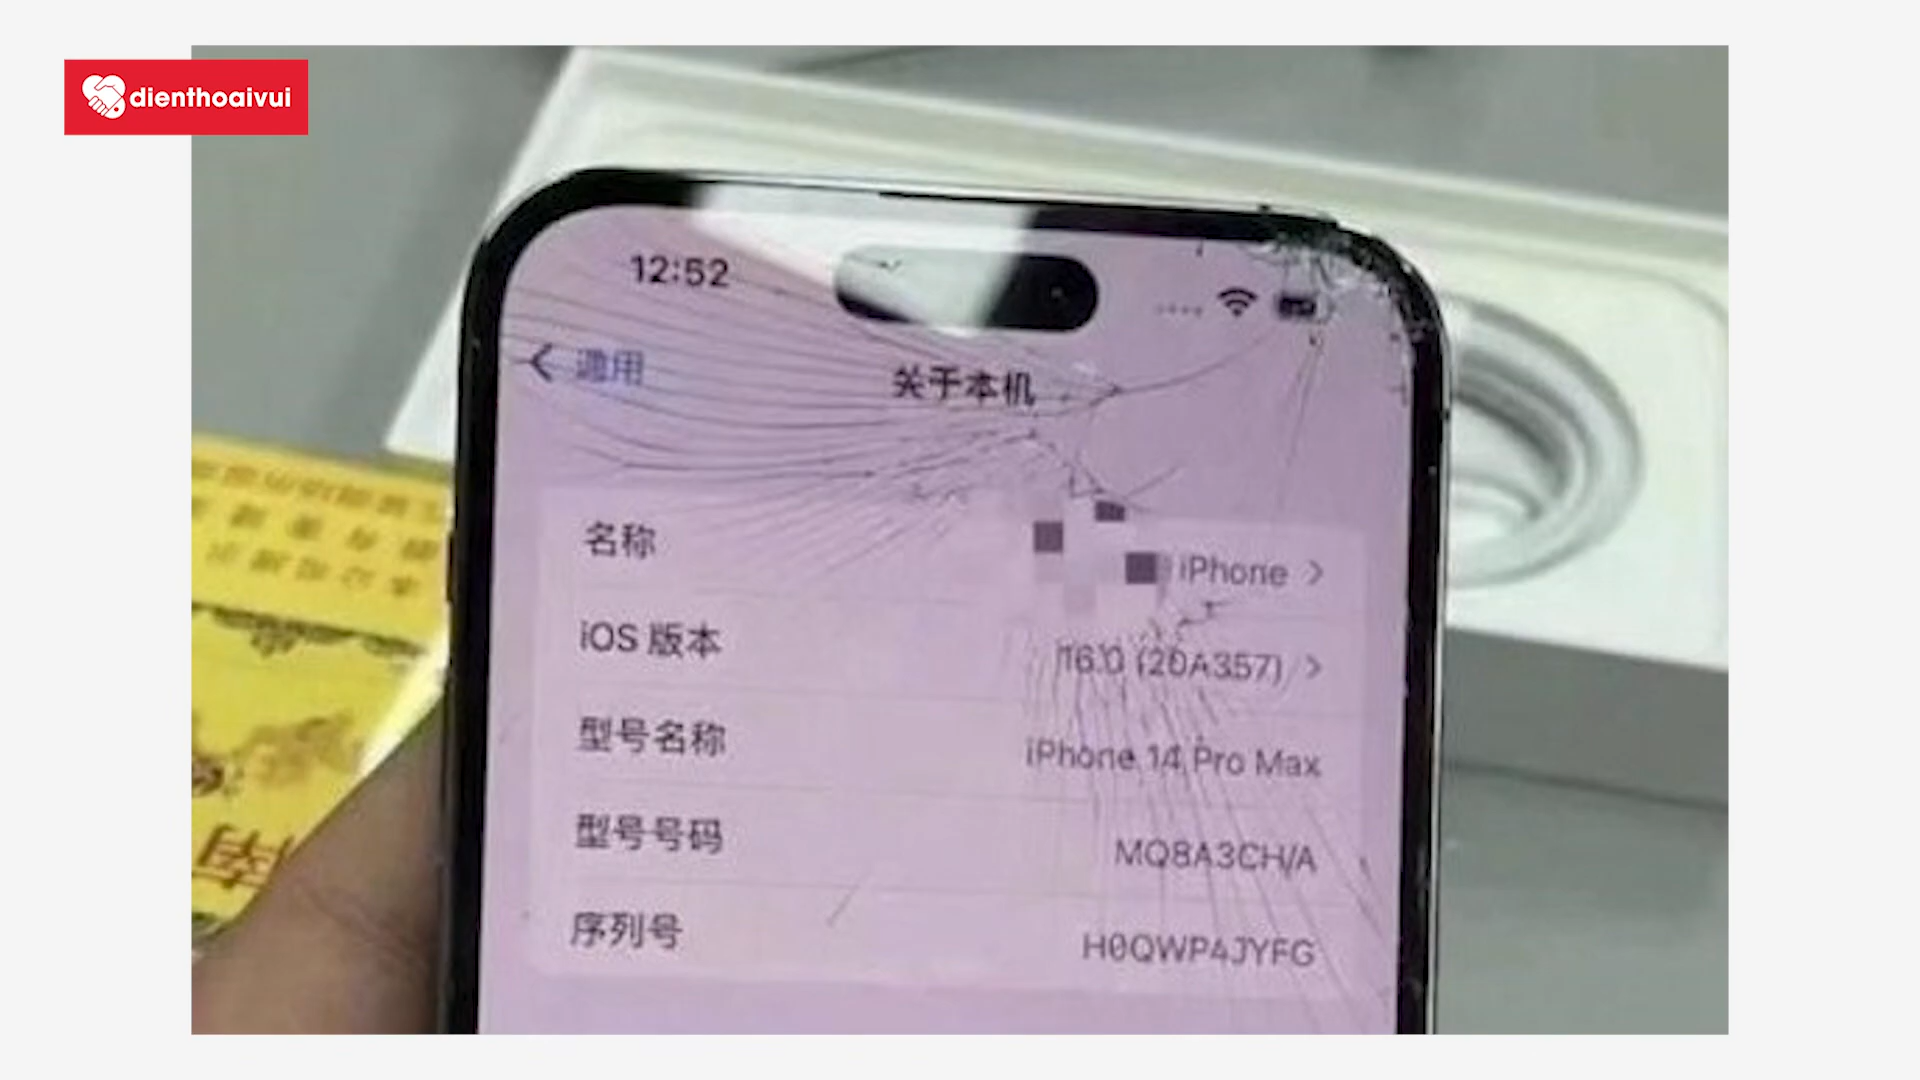 dienthoaivui
12:52
通用
关于本机
名称
iPhone
iOS 版本
16.0 (20A357)
型号名称
iPhone 14 Pro Max
型号号码
MQ8A3CH/A
序列号
H0QWP4JYFG